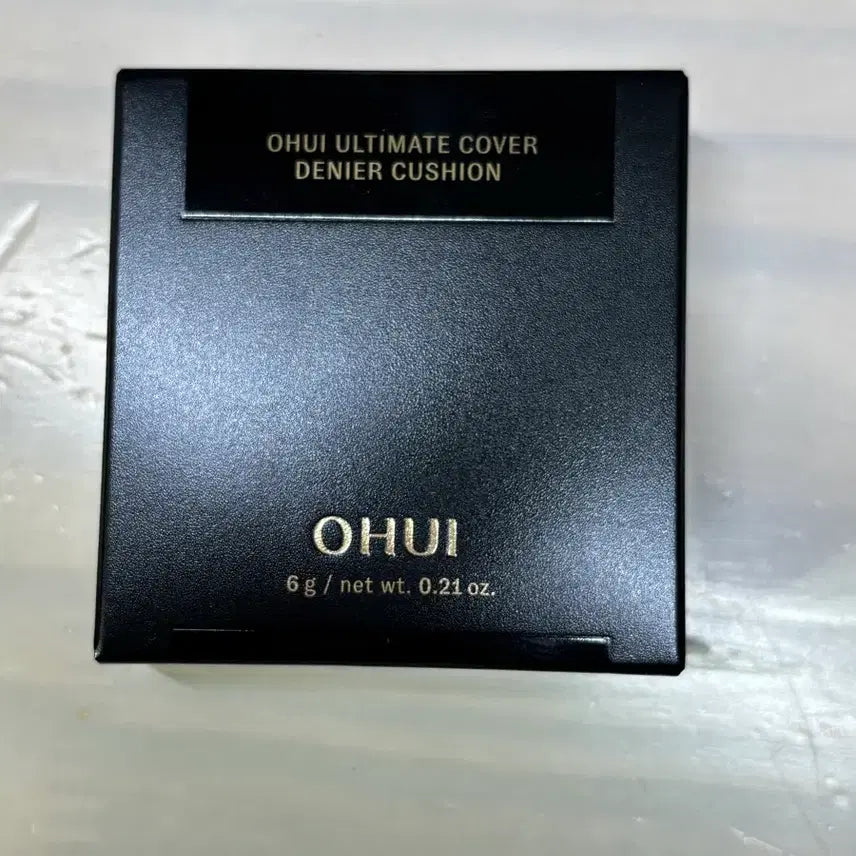 OHUI ULTIMATE COVER
DENIER CUSHION
OHUI
6 g / net wt. 0.21 oz.